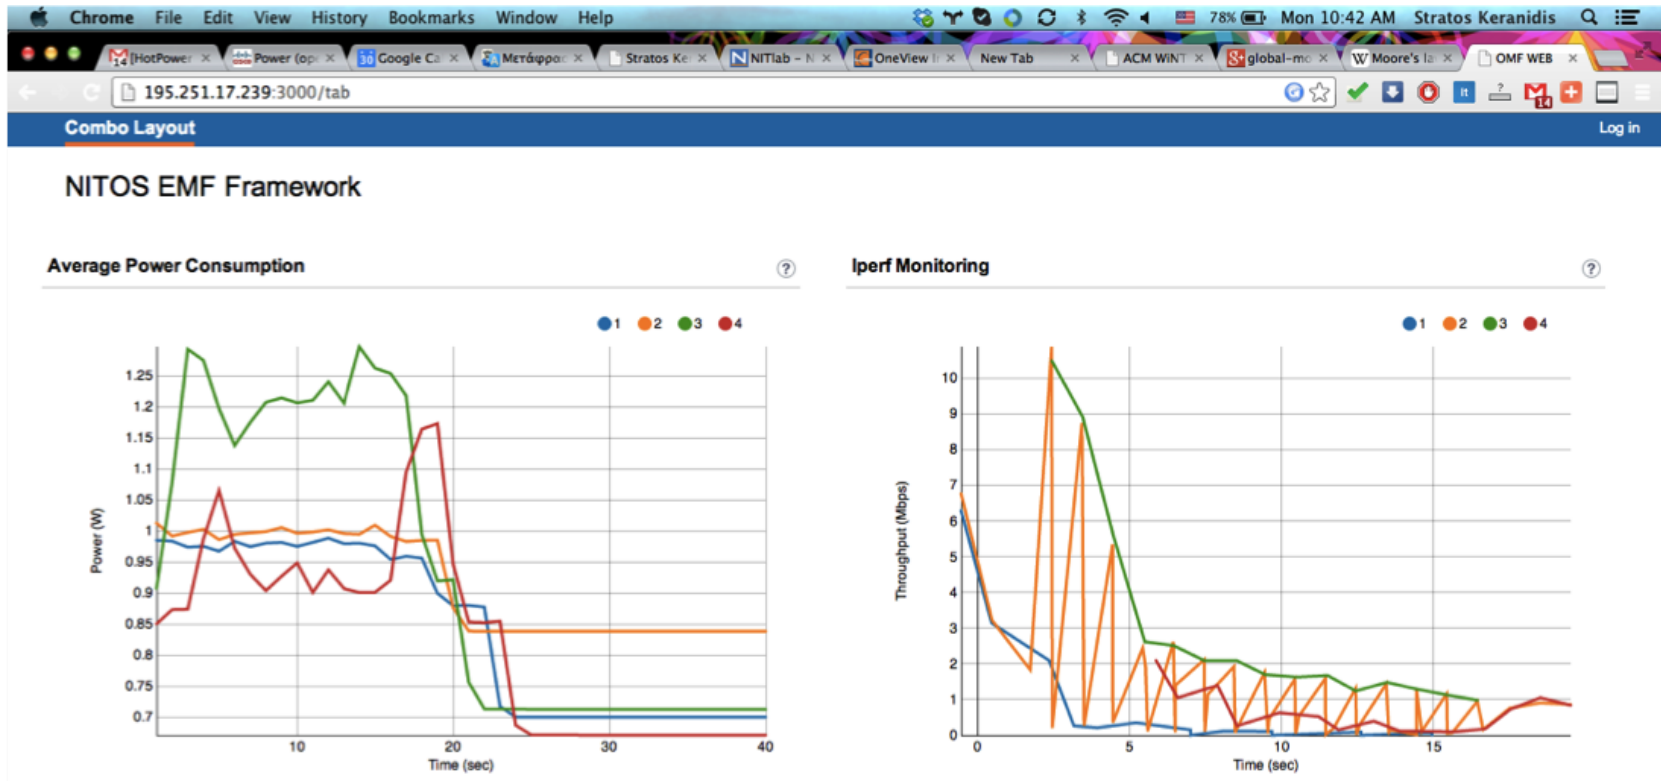 Chrome File Edit View History Bookmarks Window Help 78% Mon 10:42 AM Stratos Keranidis
[HotPower Power (op Google Ca Μετάφρα Stratos Ke NITlab - N OneView I New Tab ACM WiNT global-mo Moore's la OMF WEB
195.251.17.239:3000/tab
Combo Layout Log in
NITOS EMF Framework
Average Power Consumption ?
Iperf Monitoring ?
1 2 3 4
1 2 3 4
1.25
1.2
1.15
1.1
1.05
1
0.95
0.9
0.85
0.8
0.75
0.7
Power (W)
10 20 30 40
Time (sec)
10
9
8
7
6
5
4
3
2
1
0
Throughput (Mbps)
0 5 10 15
Time (sec)